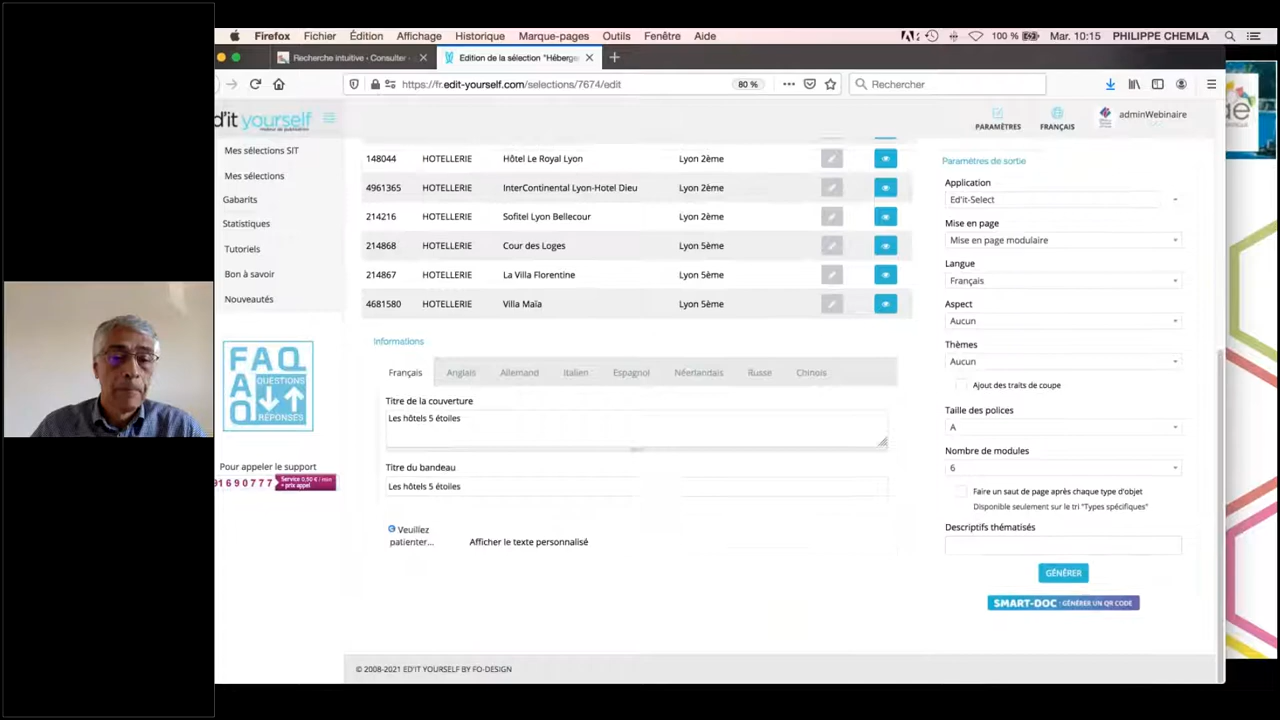 Firefox Fichier Édition Affichage Historique Marque-pages Outils Fenêtre Aide 100 % Mar. 10:15 PHILIPPE CHEMLA
Recherche intuitive · Consulter
Edition de la sélection "Héberge
https://fr.edit-yourself.com/selections/7674/edit
80 %
Rechercher
d'it yourself
PARAMÈTRES
FRANÇAIS
adminWebinaire
Mes sélections SIT
Mes sélections
Gabarits
Statistiques
Tutoriels
Bon à savoir
Nouveautés
FAQ
QUESTIONS
RÉPONSES
Pour appeler le support
91690777 Service 0,50 € / min
+ prix appel
148044 HOTELLERIE Hôtel Le Royal Lyon Lyon 2ème
4961365 HOTELLERIE InterContinental Lyon-Hotel Dieu Lyon 2ème
214216 HOTELLERIE Sofitel Lyon Bellecour Lyon 2ème
214868 HOTELLERIE Cour des Loges Lyon 5ème
214867 HOTELLERIE La Villa Florentine Lyon 5ème
4681580 HOTELLERIE Villa Maïa Lyon 5ème
Informations
Français Anglais Allemand Italien Espagnol Néerlandais Russe Chinois
Titre de la couverture
Les hôtels 5 étoiles
Titre du bandeau
Les hôtels 5 étoiles
Veuillez
patienter...
Afficher le texte personnalisé
Paramètres de sortie
Application
Ed'it-Select
Mise en page
Mise en page modulaire
Langue
Français
Aspect
Aucun
Thèmes
Aucun
Ajout des traits de coupe
Taille des polices
A
Nombre de modules
6
Faire un saut de page après chaque type d'objet
Disponible seulement sur le tri "Types spécifiques"
Descriptifs thématisés
GÉNÉRER
SMART-DOC : GÉNÉRER UN QR CODE
© 2008-2021 ED'IT YOURSELF BY FO-DESIGN